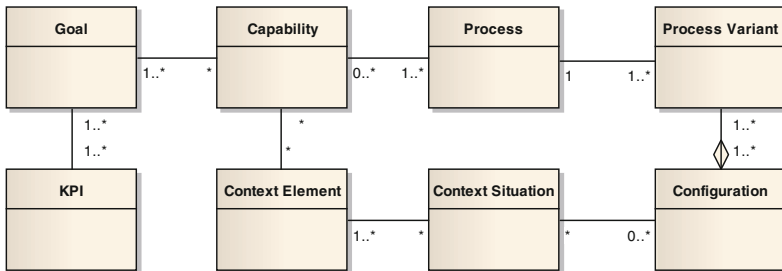 Goal
Capability
Process
Process Variant
1..*
*
0..*
1..*
1
1..*
1..*
1..*
*
*
1..*
1..*
KPI
Context Element
Context Situation
Configuration
1..*
*
*
0..*